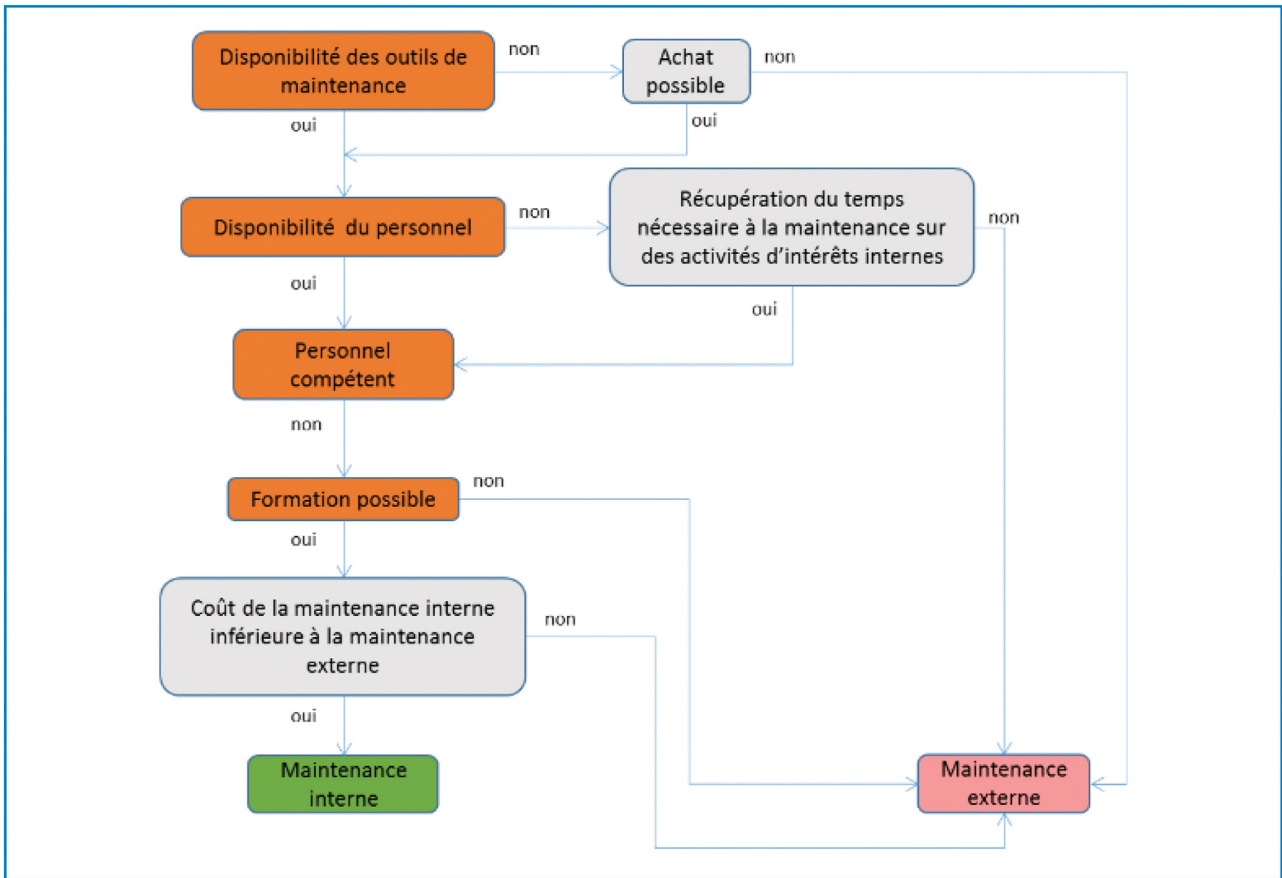 Disponibilité des outils de
maintenance
non
Achat
possible
non
oui
oui
Disponibilité du personnel
non
Récupération du temps
nécessaire à la maintenance sur
des activités d’intérêts internes
non
oui
oui
Personnel
compétent
non
Formation possible
non
oui
Coût de la maintenance interne
inférieure à la maintenance
externe
non
oui
Maintenance
interne
Maintenance
externe